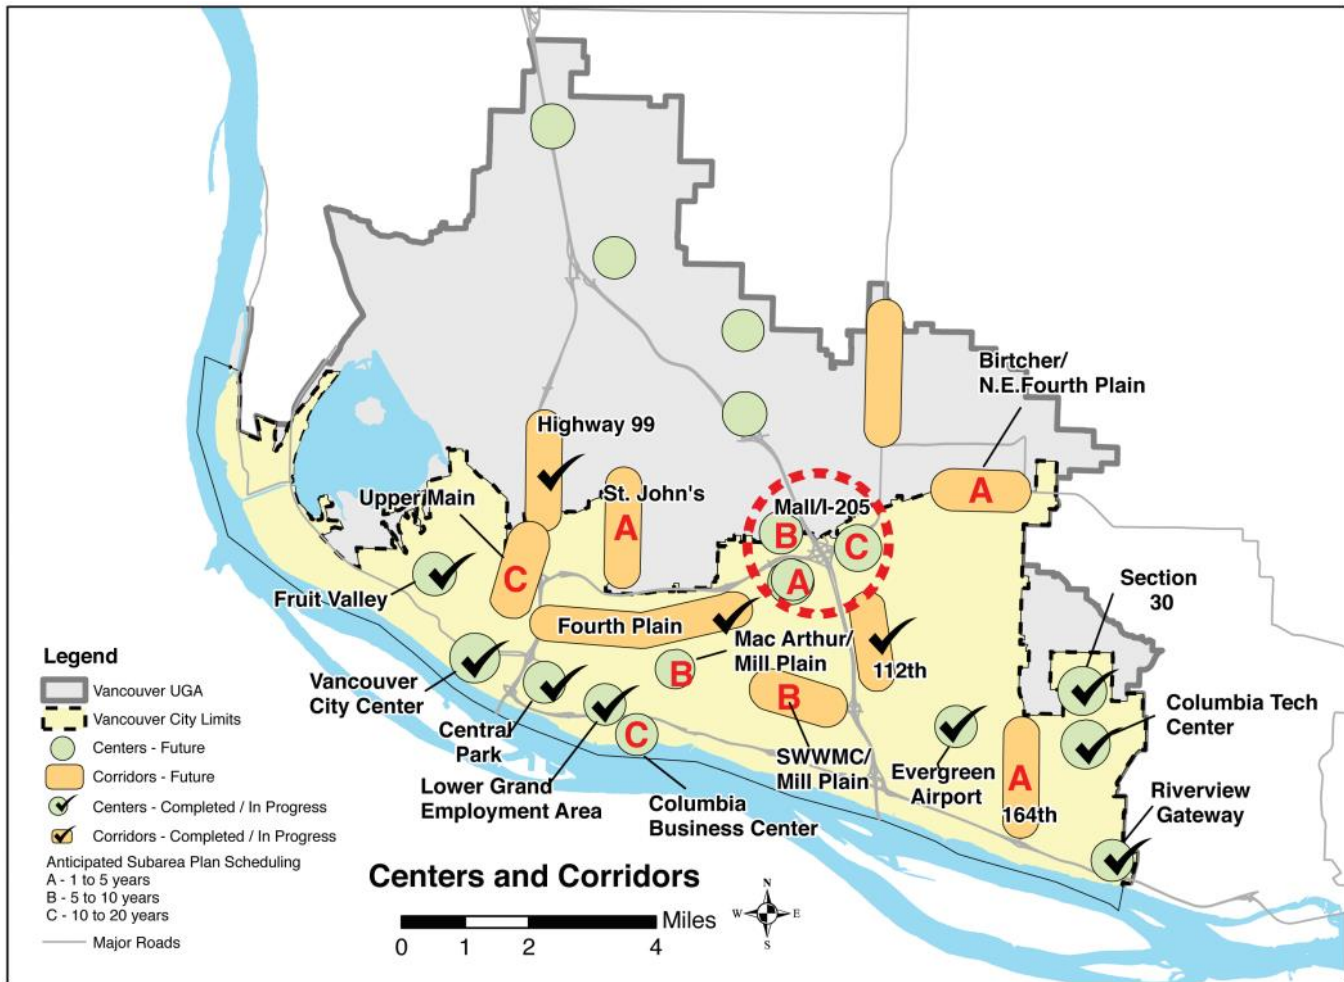 Birtcher/
N.E.Fourth Plain
Highway 99
Upper Main
St. John's
A
Mall/I-205
B
C
A
A
C
Fruit Valley
Section
30
Fourth Plain
Mac Arthur/
Mill Plain
B
112th
B
Vancouver
City Center
Central
Park
C
SWWMC/
Mill Plain
Evergreen
Airport
A
164th
Columbia Tech
Center
Lower Grand
Employment Area
Columbia
Business Center
Riverview
Gateway
Legend
Vancouver UGA
Vancouver City Limits
Centers - Future
Corridors - Future
Centers - Completed / In Progress
Corridors - Completed / In Progress
Anticipated Subarea Plan Scheduling
A - 1 to 5 years
B - 5 to 10 years
C - 10 to 20 years
Major Roads
Centers and Corridors
Miles
0 1 2 4
N
W E
S